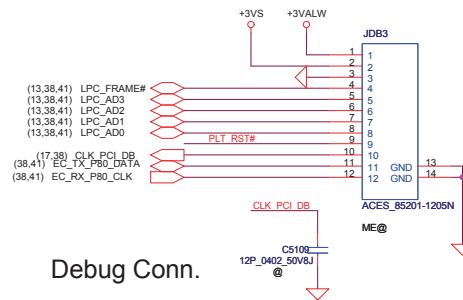 +3VS +3VALW
JDB3
1 1
2 2
3 3
(13,38,41) LPC_FRAME# 4 4
(13,38,41) LPC_AD3 5 5
(13,38,41) LPC_AD2 6 6
(13,38,41) LPC_AD1 7 7
(13,38,41) LPC_AD0 8 8
PLT_RST# 9 9
(17,38) CLK_PCI_DB 10 10
(38,41) EC_TX_P80_DATA 11 11 GND 13
(38,41) EC_RX_P80_CLK 12 12 GND 14
ACES_85201-1205N
CLK_PCI_DB
ME@
C5109
12P_0402_50V8J
@
Debug Conn.